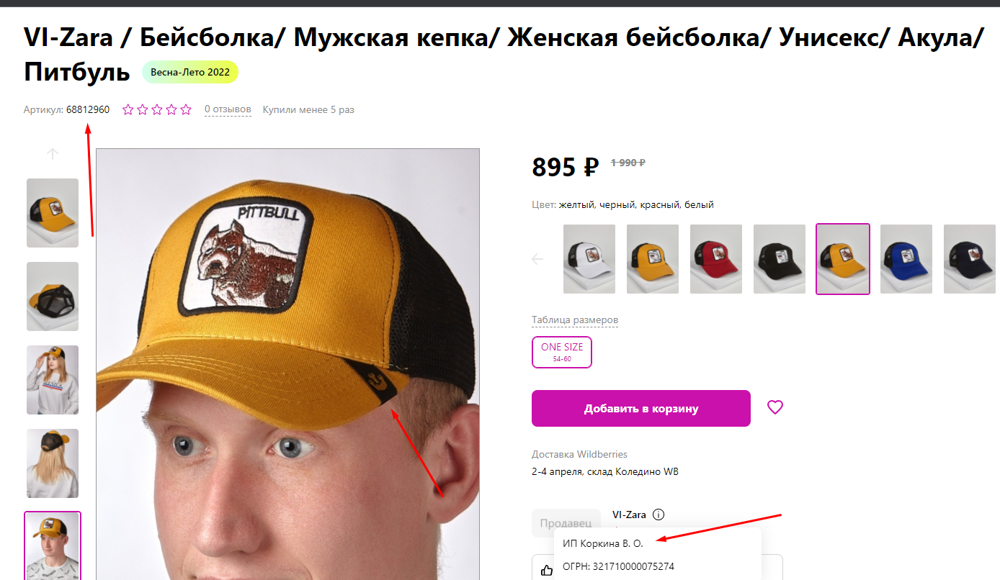 VI-Zara / Бейсболка/ Мужская кепка/ Женская бейсболка/ Унисекс/ Акула/
Питбуль Весна-Лето 2022
Артикул: 68812960 0 отзывов Купили менее 5 раз
895 ₽ 1 990 ₽
PITTBULL
Цвет: желтый, черный, красный, белый
Таблица размеров
ONE SIZE
54-60
Добавить в корзину
Доставка Wildberries
2-4 апреля, склад Коледино WB
VI-Zara
Продавец
ИП Коркина В. О.
ОГРН: 321710000075274